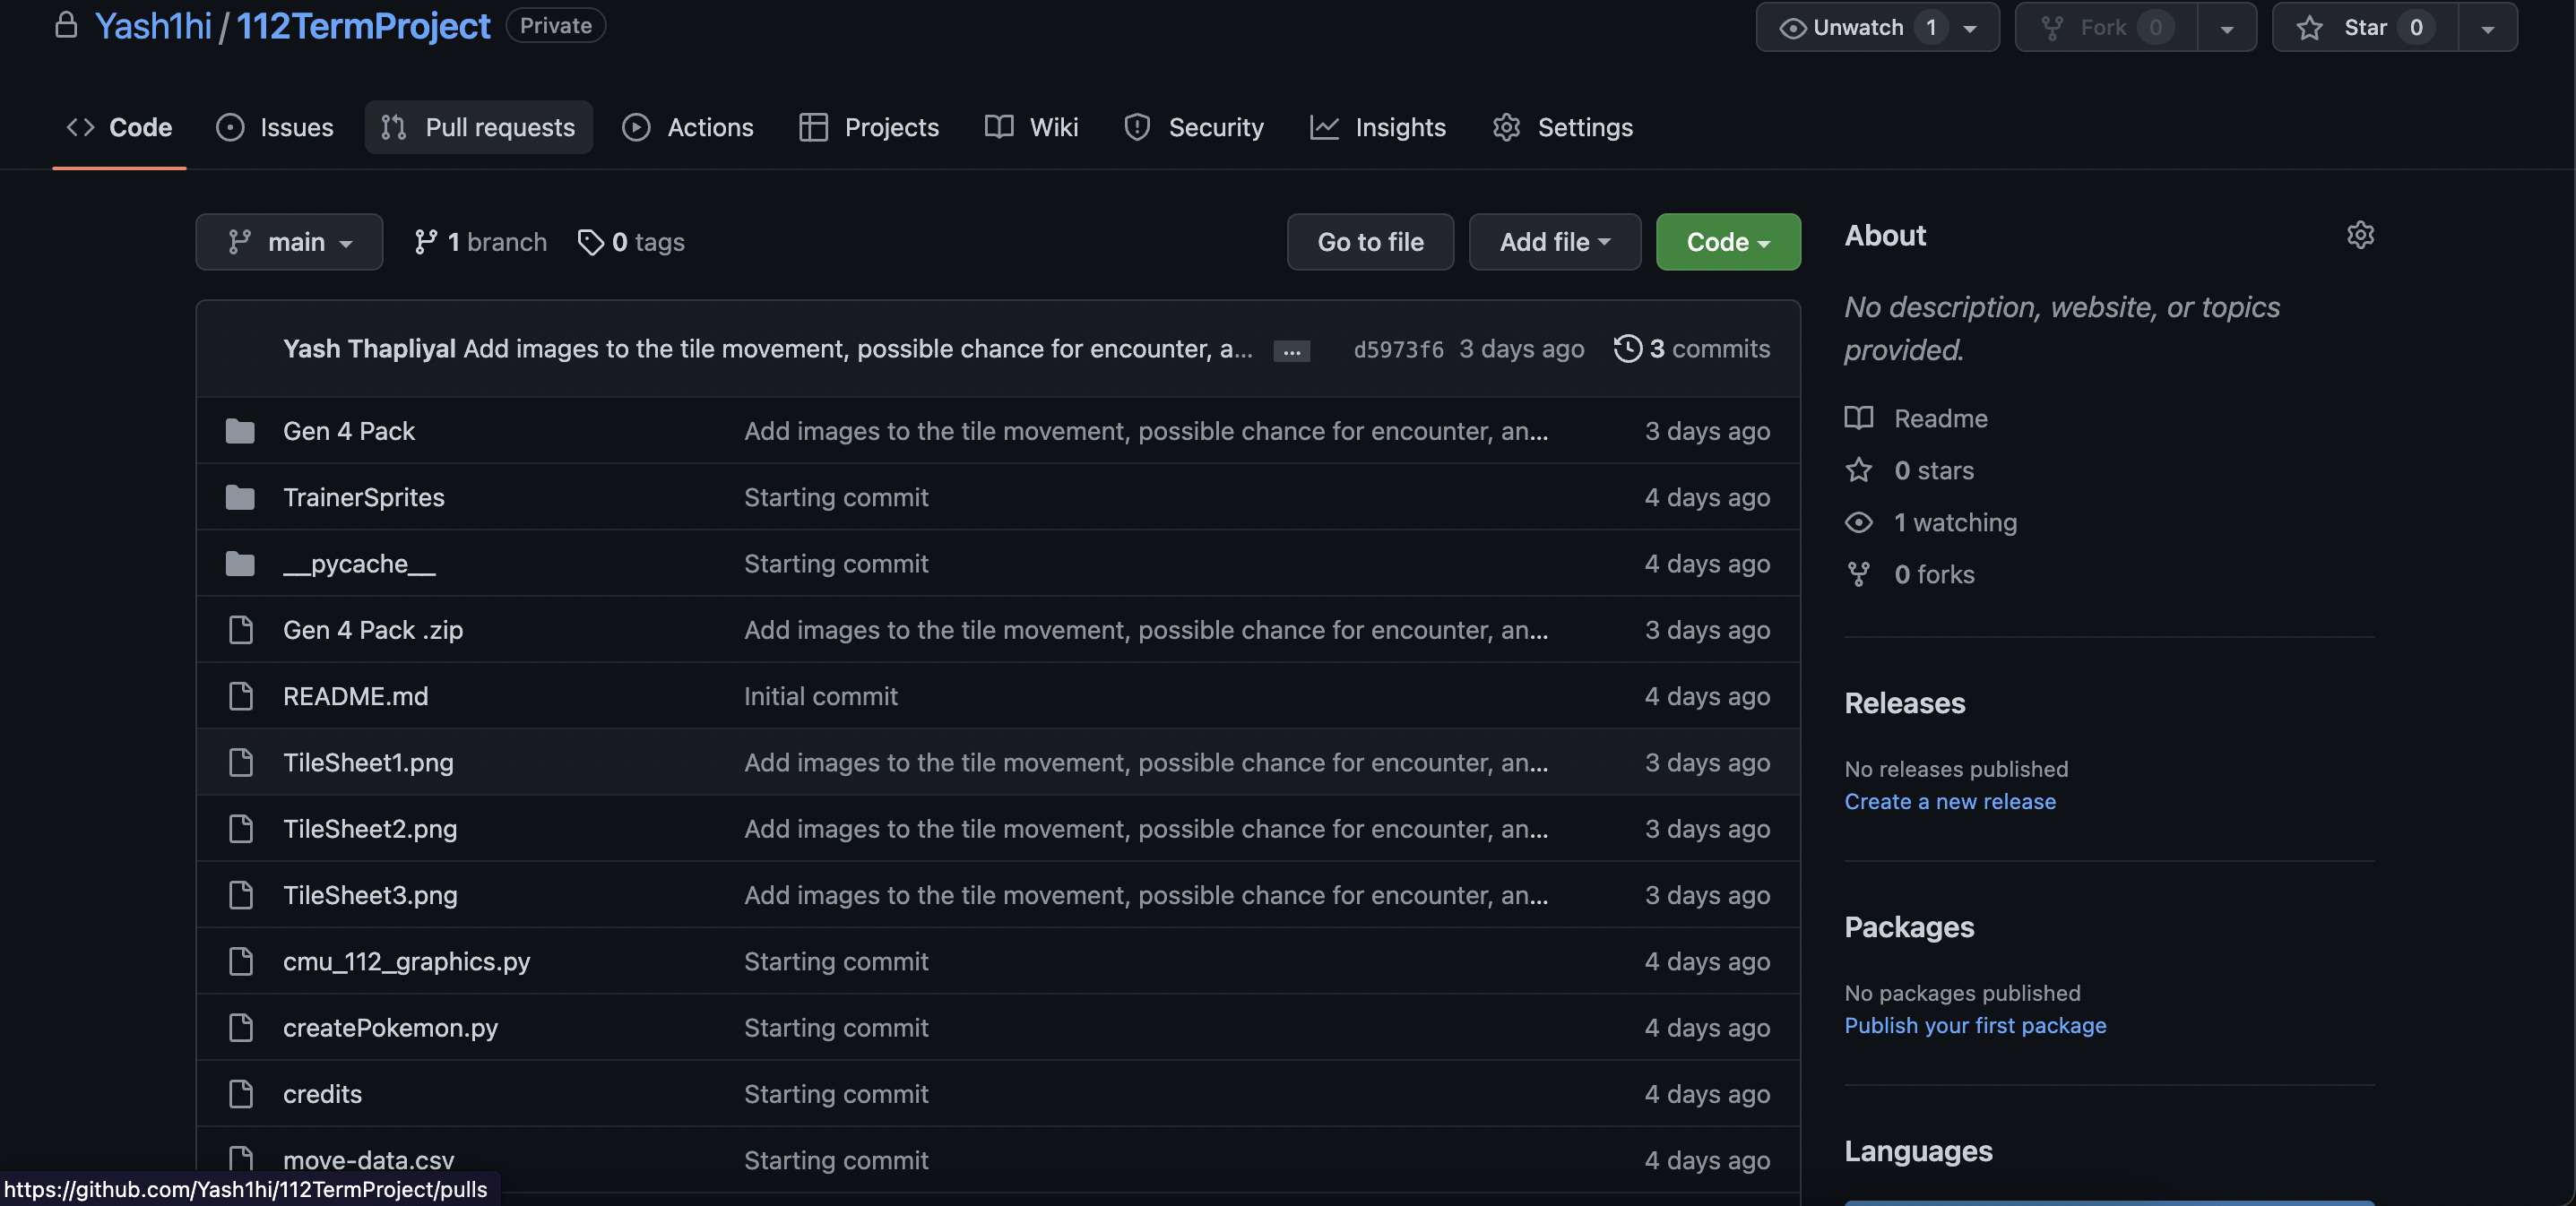 Yash1hi / 112TermProject Private Unwatch 1 Fork 0 Star 0
Code Issues Pull requests Actions Projects Wiki Security Insights Settings
main 1 branch 0 tags Go to file Add file Code
Yash Thapliyal Add images to the tile movement, possible chance for encounter, a... ... d5973f6 3 days ago 3 commits
Gen 4 Pack Add images to the tile movement, possible chance for encounter, an... 3 days ago
TrainerSprites Starting commit 4 days ago
__pycache__ Starting commit 4 days ago
Gen 4 Pack .zip Add images to the tile movement, possible chance for encounter, an... 3 days ago
README.md Initial commit 4 days ago
TileSheet1.png Add images to the tile movement, possible chance for encounter, an... 3 days ago
TileSheet2.png Add images to the tile movement, possible chance for encounter, an... 3 days ago
TileSheet3.png Add images to the tile movement, possible chance for encounter, an... 3 days ago
cmu_112_graphics.py Starting commit 4 days ago
createPokemon.py Starting commit 4 days ago
credits Starting commit 4 days ago
move-data.csv Starting commit 4 days ago
https://github.com/Yash1hi/112TermProject/pulls
About
No description, website, or topics
provided.
Readme
0 stars
1 watching
0 forks
Releases
No releases published
Create a new release
Packages
No packages published
Publish your first package
Languages